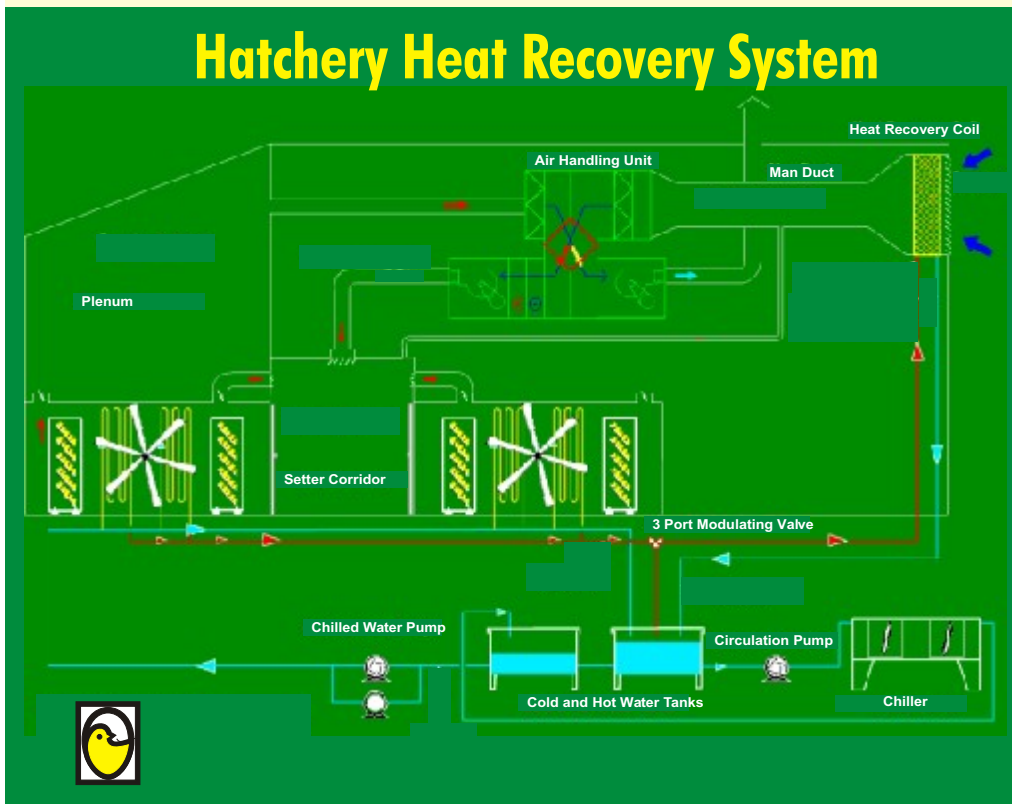 Hatchery Heat Recovery System
Heat Recovery Coil
Air Handling Unit
Man Duct
Plenum
Setter Corridor
3 Port Modulating Valve
Chilled Water Pump
Circulation Pump
Cold and Hot Water Tanks
Chiller